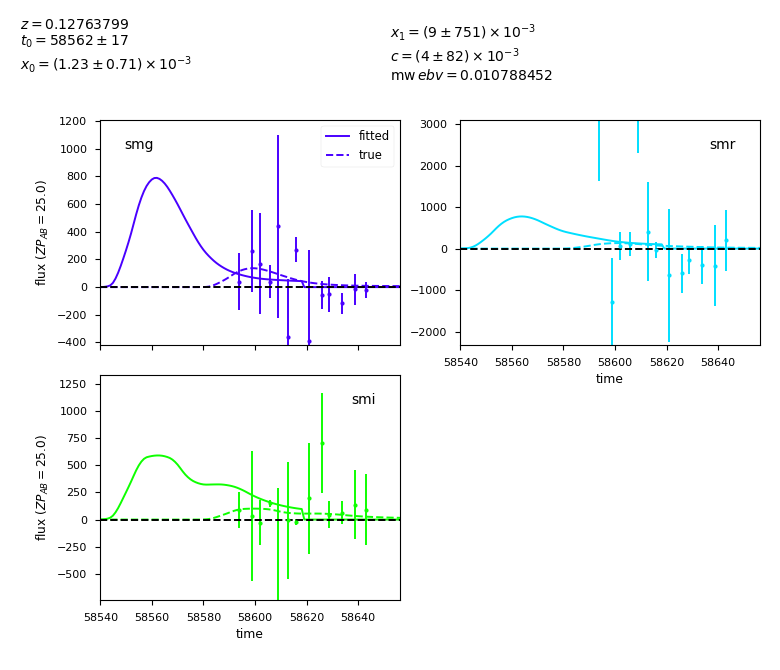 z = 0.12763799
t₀ = 58562 ± 17
x₀ = (1.23 ± 0.71) × 10⁻³
x₁ = (9 ± 751) × 10⁻³
c = (4 ± 82) × 10⁻³
mw ebv = 0.010788452
smg
fitted
true
flux (ZP_AB = 25.0)
1200
1000
800
600
400
200
0
−200
−400
smr
3000
2000
1000
0
−1000
−2000
58540 58560 58580 58600 58620 58640
time
smi
flux (ZP_AB = 25.0)
1250
1000
750
500
250
0
−250
−500
58540 58560 58580 58600 58620 58640
time